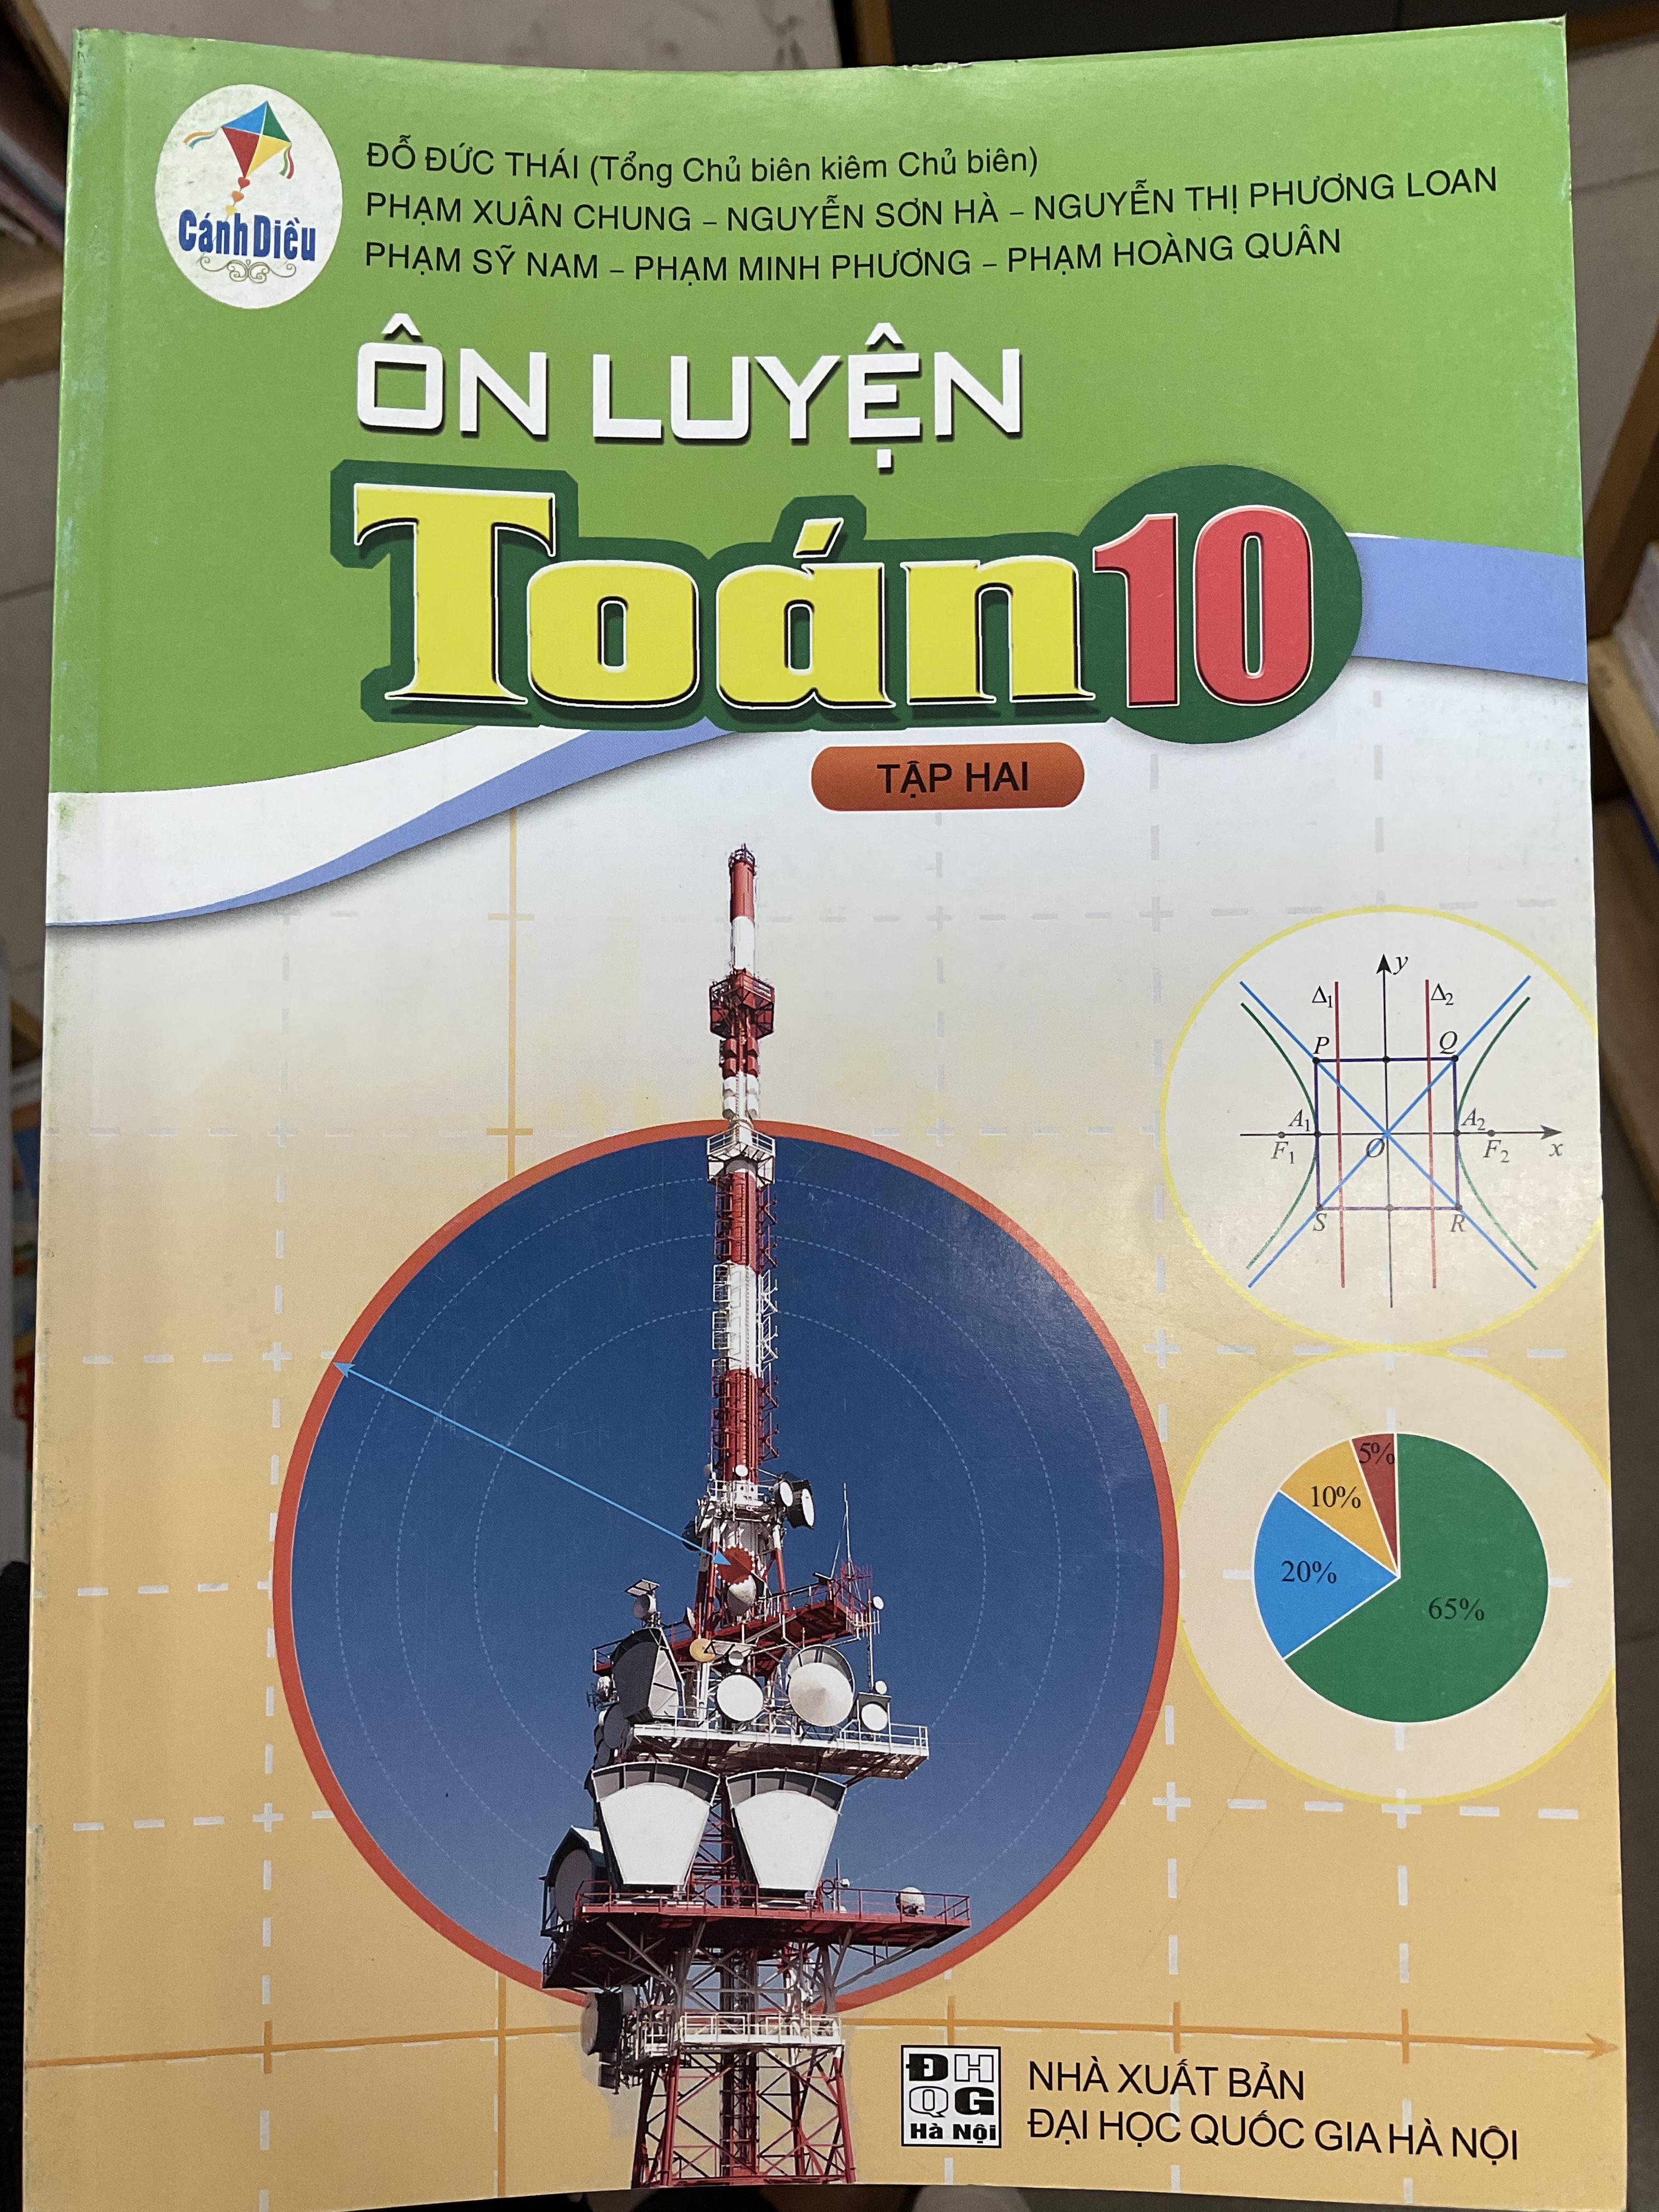 Cánh Diều
ĐỖ ĐỨC THÁI (Tổng Chủ biên kiêm Chủ biên)
PHẠM XUÂN CHUNG – NGUYỄN SƠN HÀ – NGUYỄN THỊ PHƯƠNG LOAN
PHẠM SỸ NAM – PHẠM MINH PHƯƠNG – PHẠM HOÀNG QUÂN
ÔN LUYỆN
Toán 10
TẬP HAI
y
Δ1 Δ2
P Q
A1 A2
F1 O F2 x
S R
5%
10%
20%
65%
ĐH
QG
Hà Nội
NHÀ XUẤT BẢN
ĐẠI HỌC QUỐC GIA HÀ NỘI